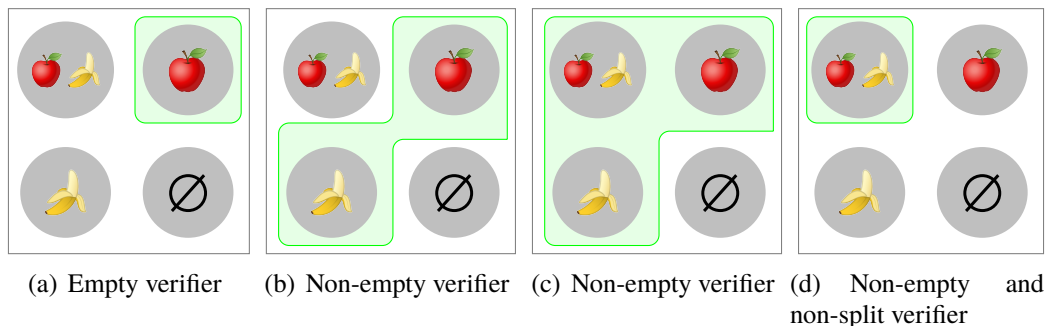 ∅ ∅ ∅ ∅
(a) Empty verifier (b) Non-empty verifier (c) Non-empty verifier (d) Non-empty and
non-split verifier